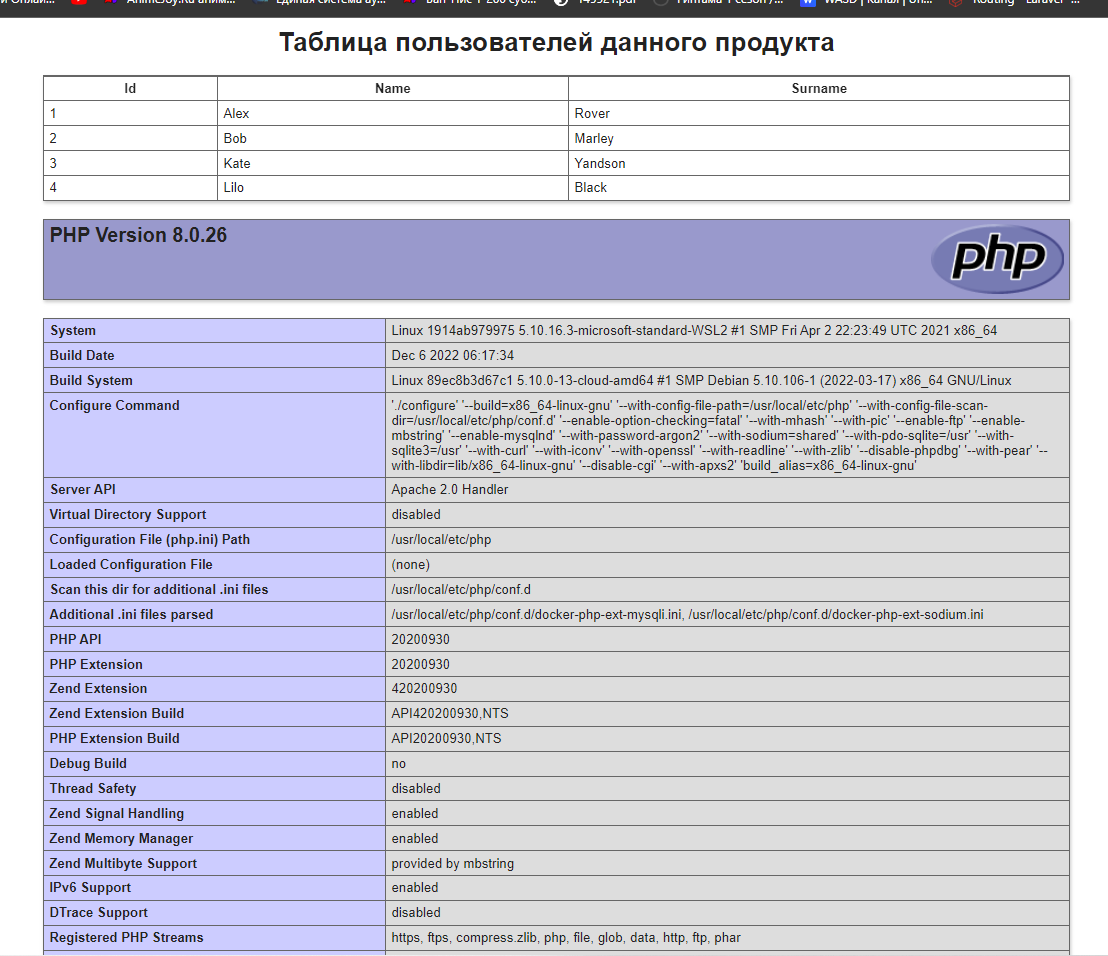 Таблица пользователей данного продукта
Id Name Surname
1 Alex Rover
2 Bob Marley
3 Kate Yandson
4 Lilo Black
PHP Version 8.0.26
php
System Linux 1914ab979975 5.10.16.3-microsoft-standard-WSL2 #1 SMP Fri Apr 2 22:23:49 UTC 2021 x86_64
Build Date Dec 6 2022 06:17:34
Build System Linux 89ec8b3d67c1 5.10.0-13-cloud-amd64 #1 SMP Debian 5.10.106-1 (2022-03-17) x86_64 GNU/Linux
Configure Command './configure' '--build=x86_64-linux-gnu' '--with-config-file-path=/usr/local/etc/php' '--with-config-file-scan-
dir=/usr/local/etc/php/conf.d' '--enable-option-checking=fatal' '--with-mhash' '--with-pic' '--enable-ftp' '--enable-
mbstring' '--enable-mysqlnd' '--with-password-argon2' '--with-sodium=shared' '--with-pdo-sqlite=/usr' '--with-
sqlite3=/usr' '--with-curl' '--with-iconv' '--with-openssl' '--with-readline' '--with-zlib' '--disable-phpdbg' '--with-pear' '--
with-libdir=lib/x86_64-linux-gnu' '--disable-cgi' '--with-apxs2' 'build_alias=x86_64-linux-gnu'
Server API Apache 2.0 Handler
Virtual Directory Support disabled
Configuration File (php.ini) Path /usr/local/etc/php
Loaded Configuration File (none)
Scan this dir for additional .ini files /usr/local/etc/php/conf.d
Additional .ini files parsed /usr/local/etc/php/conf.d/docker-php-ext-mysqli.ini, /usr/local/etc/php/conf.d/docker-php-ext-sodium.ini
PHP API 20200930
PHP Extension 20200930
Zend Extension 420200930
Zend Extension Build API420200930,NTS
PHP Extension Build API20200930,NTS
Debug Build no
Thread Safety disabled
Zend Signal Handling enabled
Zend Memory Manager enabled
Zend Multibyte Support provided by mbstring
IPv6 Support enabled
DTrace Support disabled
Registered PHP Streams https, ftps, compress.zlib, php, file, glob, data, http, ftp, phar